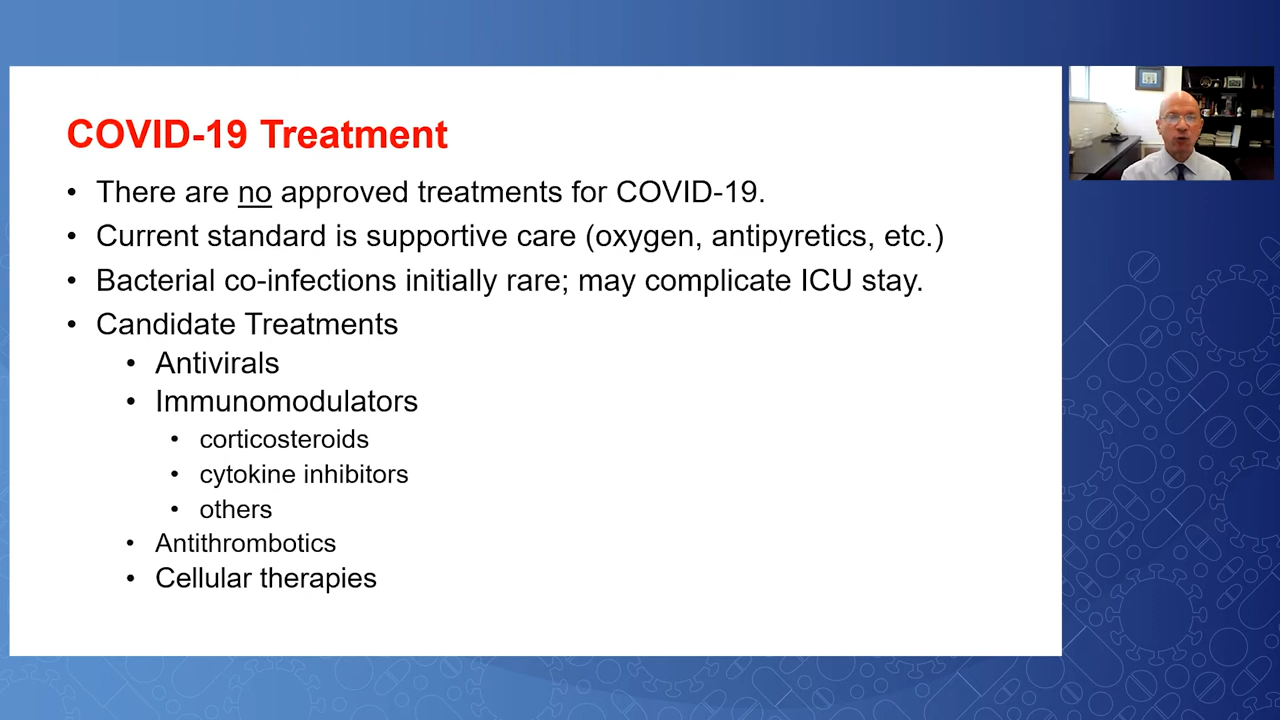 COVID-19 Treatment
• There are no approved treatments for COVID-19.
• Current standard is supportive care (oxygen, antipyretics, etc.)
• Bacterial co-infections initially rare; may complicate ICU stay.
• Candidate Treatments
• Antivirals
• Immunomodulators
• corticosteroids
• cytokine inhibitors
• others
• Antithrombotics
• Cellular therapies